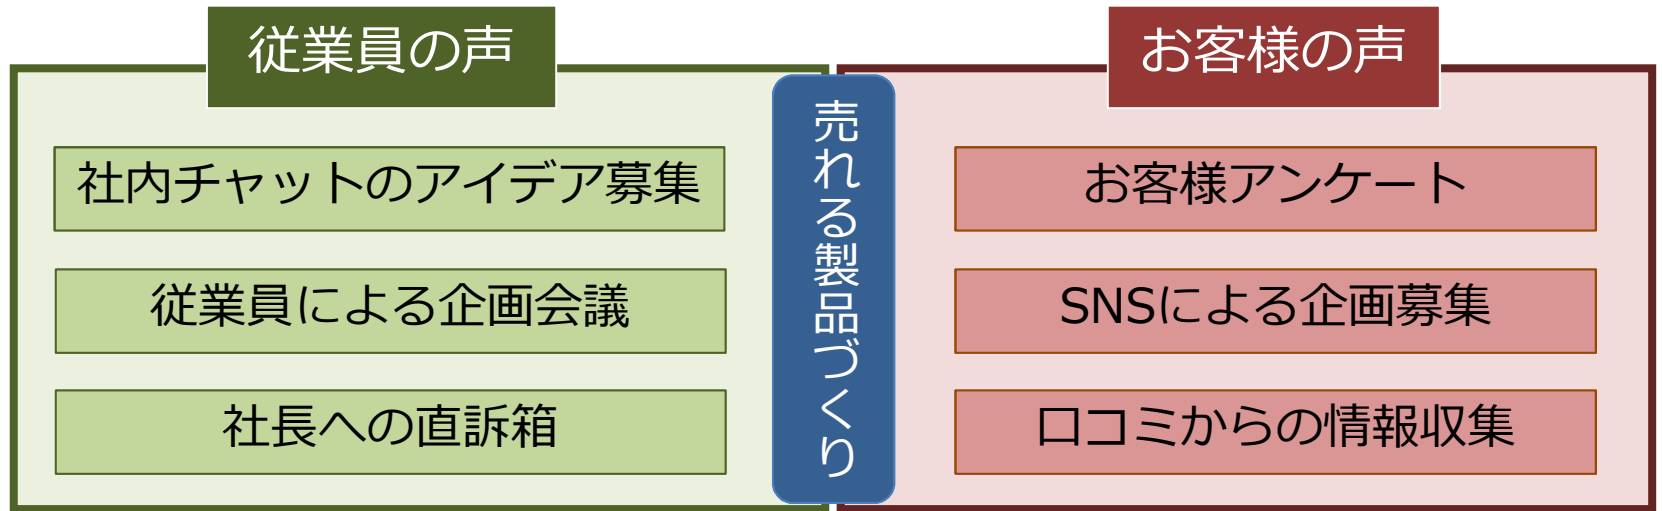 従業員の声
社内チャットのアイデア募集
従業員による企画会議
社長への直訴箱
売れる製品づくり
お客様の声
お客様アンケート
SNSによる企画募集
口コミからの情報収集